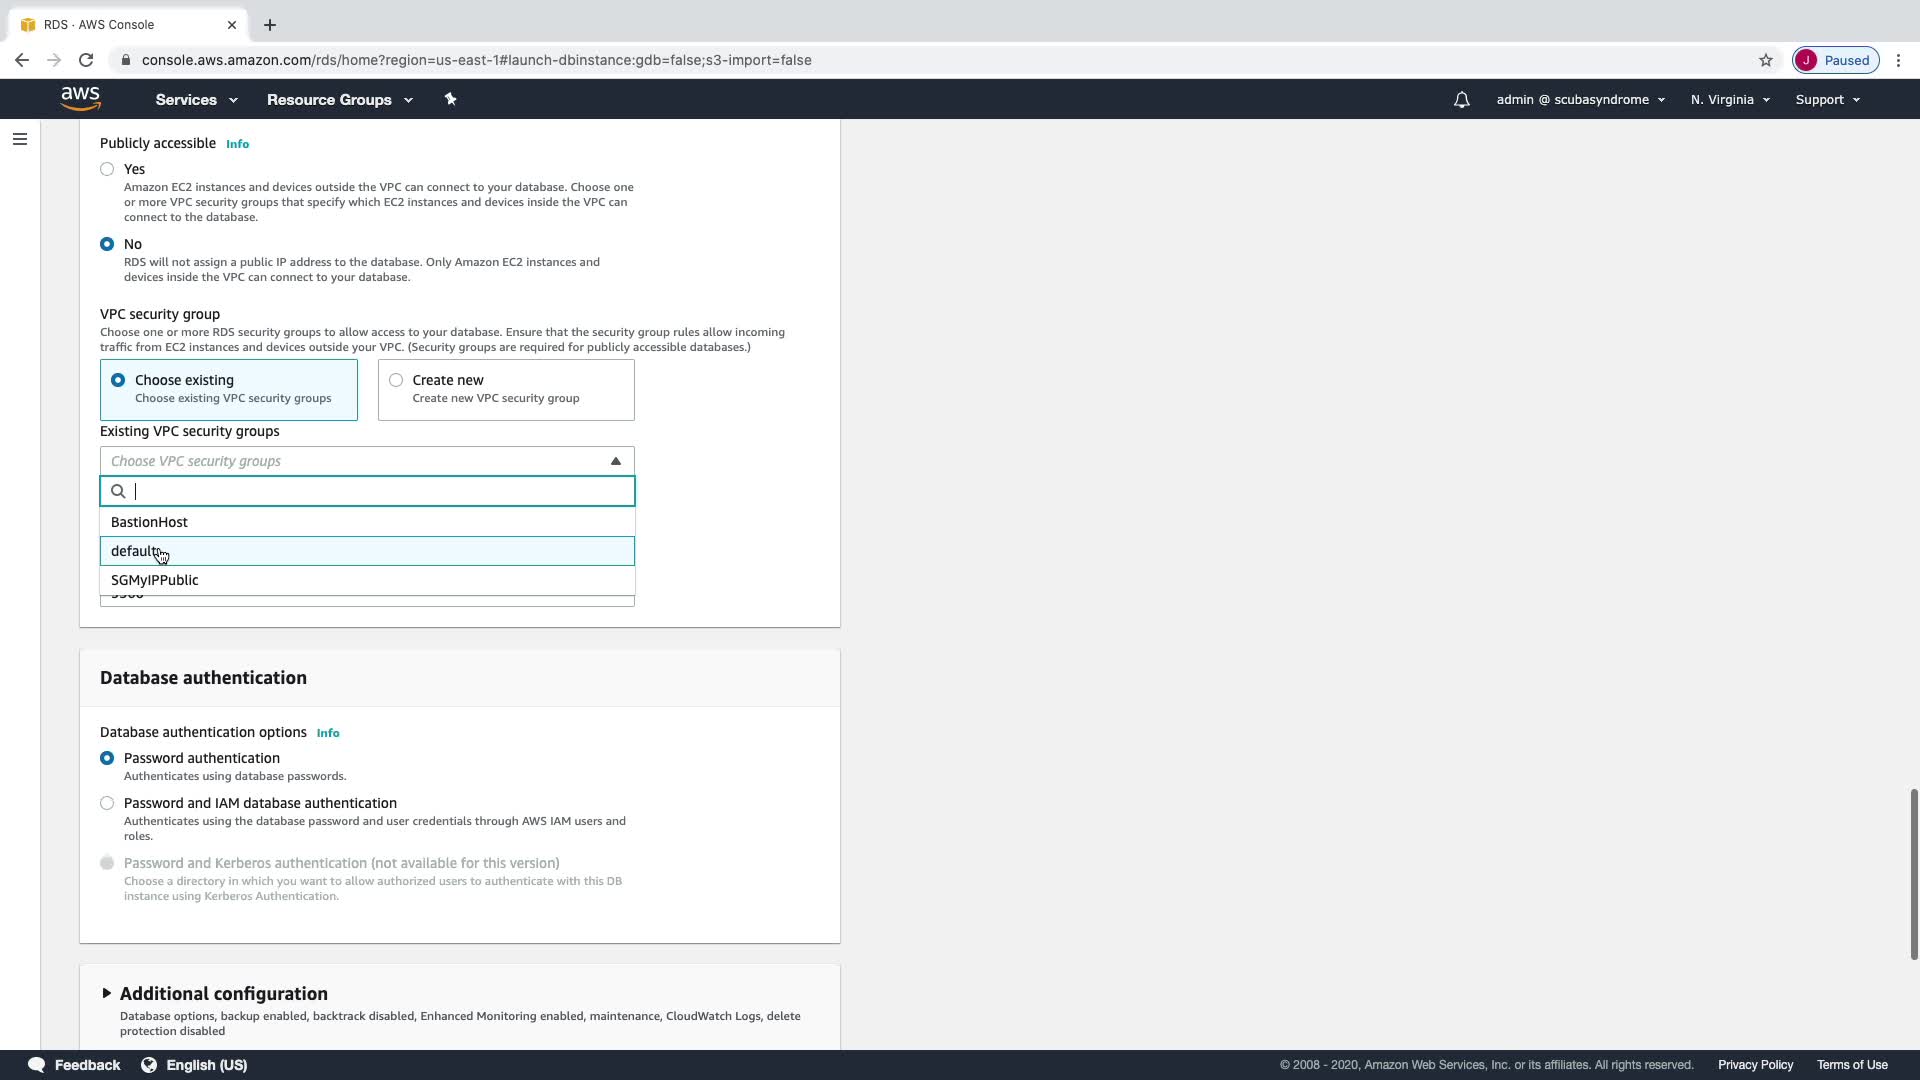 RDS · AWS Console
console.aws.amazon.com/rds/home?region=us-east-1#launch-dbinstance:gdb=false;s3-import=false
J Paused
aws Services Resource Groups admin @ scubasyndrome N. Virginia Support
Publicly accessible Info
Yes
Amazon EC2 instances and devices outside the VPC can connect to your database. Choose one
or more VPC security groups that specify which EC2 instances and devices inside the VPC can
connect to the database.
No
RDS will not assign a public IP address to the database. Only Amazon EC2 instances and
devices inside the VPC can connect to your database.
VPC security group
Choose one or more RDS security groups to allow access to your database. Ensure that the security group rules allow incoming
traffic from EC2 instances and devices outside your VPC. (Security groups are required for publicly accessible databases.)
Choose existing
Choose existing VPC security groups
Create new
Create new VPC security group
Existing VPC security groups
Choose VPC security groups
BastionHost
default
SGMyIPPublic
Database authentication
Database authentication options Info
Password authentication
Authenticates using database passwords.
Password and IAM database authentication
Authenticates using the database password and user credentials through AWS IAM users and
roles.
Password and Kerberos authentication (not available for this version)
Choose a directory in which you want to allow authorized users to authenticate with this DB
instance using Kerberos Authentication.
Additional configuration
Database options, backup enabled, backtrack disabled, Enhanced Monitoring enabled, maintenance, CloudWatch Logs, delete
protection disabled
Feedback English (US) © 2008 - 2020, Amazon Web Services, Inc. or its affiliates. All rights reserved. Privacy Policy Terms of Use